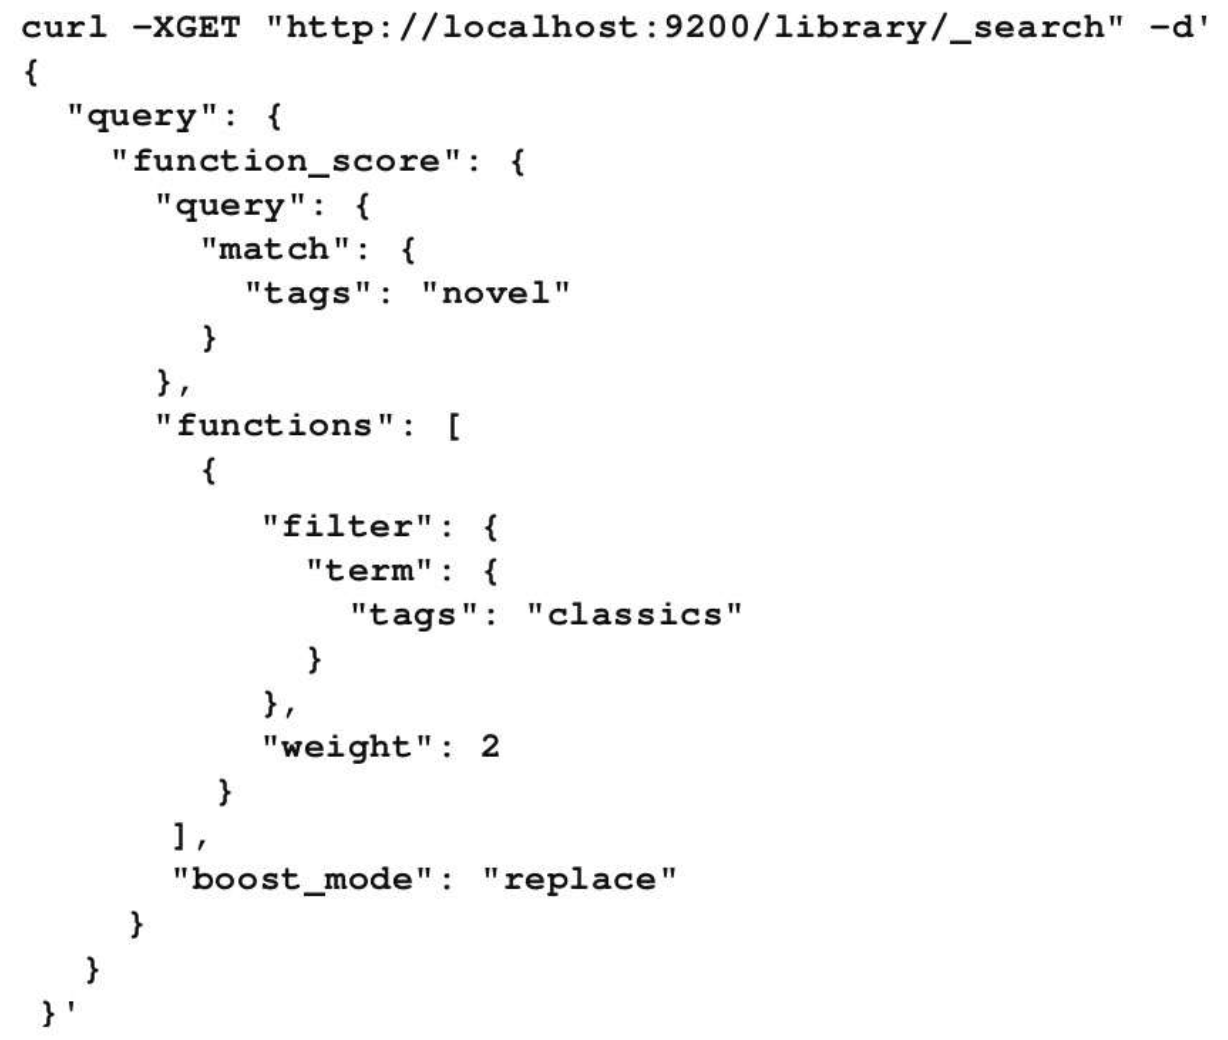 curl –XGET "http://localhost:9200/library/_search" –d'
{
  "query": {
    "function_score": {
      "query": {
        "match": {
          "tags": "novel"
        }
      },
      "functions": [
        {
          "filter": {
            "term": {
              "tags": "classics"
            }
          },
          "weight": 2
        }
      ],
      "boost_mode": "replace"
    }
  }
}'